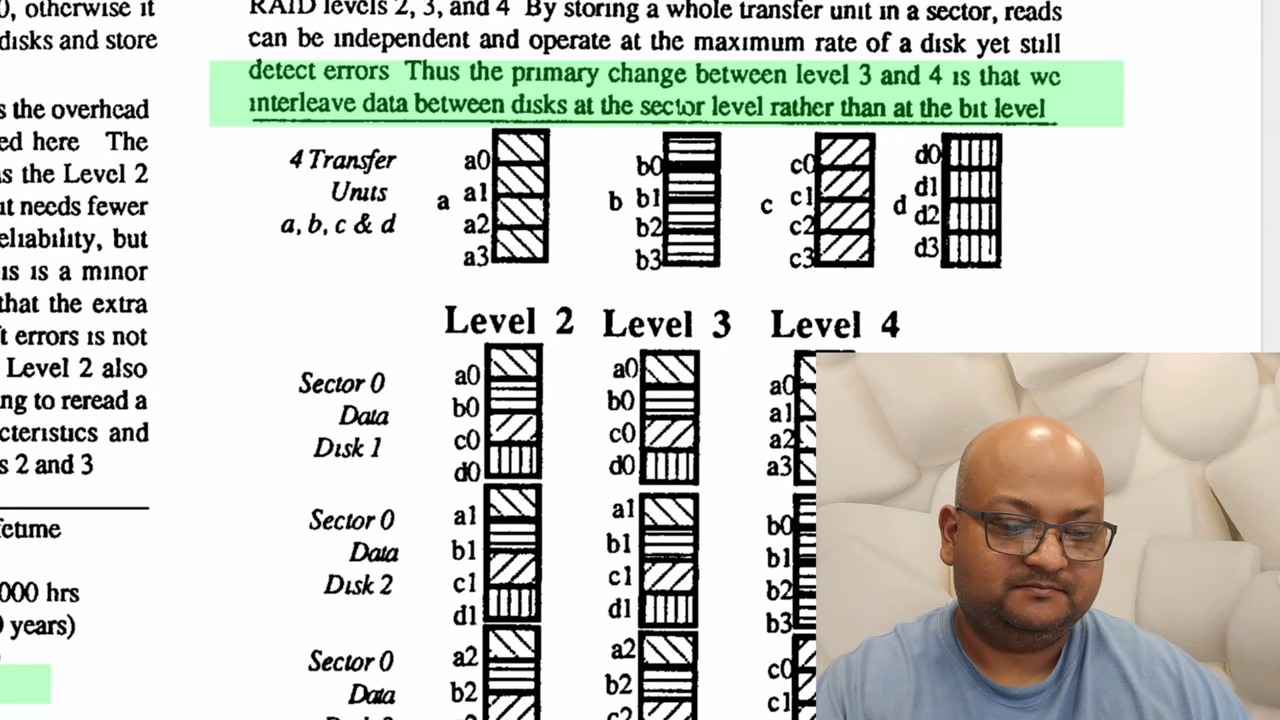 0, otherwise it
disks and store
s the overhead
ed here The
as the Level 2
ut needs fewer
eliability, but
is is a minor
that the extra
t errors is not
Level 2 also
ng to reread a
cteristics and
s 2 and 3
fetime
000 hrs
0 years)
RAID levels 2, 3, and 4 By storing a whole transfer unit in a sector, reads
can be independent and operate at the maximum rate of a disk yet still
detect errors Thus the primary change between level 3 and 4 is that we
interleave data between disks at the sector level rather than at the bit level
4 Transfer
Units
a, b, c & d
a
a0
a1
a2
a3
b
b0
b1
b2
b3
c
c0
c1
c2
c3
d
d0
d1
d2
d3
Level 2 Level 3 Level 4
Sector 0
Data
Disk 1
a0
b0
c0
d0
a0
b0
c0
d0
a0
a1
a2
a3
Sector 0
Data
Disk 2
a1
b1
c1
d1
a1
b1
c1
d1
b0
b1
b2
b3
Sector 0
Data
a2
b2
a2
b2
c2
c0
c1